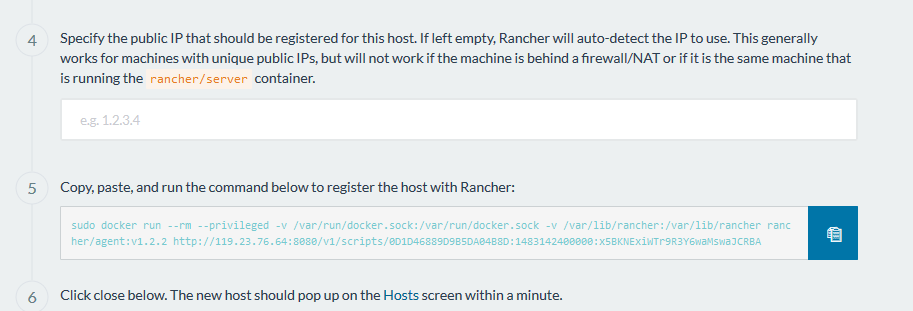 4
Specify the public IP that should be registered for this host. If left empty, Rancher will auto-detect the IP to use. This generally
works for machines with unique public IPs, but will not work if the machine is behind a firewall/NAT or if it is the same machine that
is running the rancher/server container.
e.g. 1.2.3.4
5
Copy, paste, and run the command below to register the host with Rancher:
sudo docker run --rm --privileged -v /var/run/docker.sock:/var/run/docker.sock -v /var/lib/rancher:/var/lib/rancher ranc
her/agent:v1.2.2 http://119.23.76.64:8080/v1/scripts/0D1D46889D9B5DA04B8D:1483142400000:x5BKNExiWTr9R3Y6waMswaJCRBA
6
Click close below. The new host should pop up on the Hosts screen within a minute.